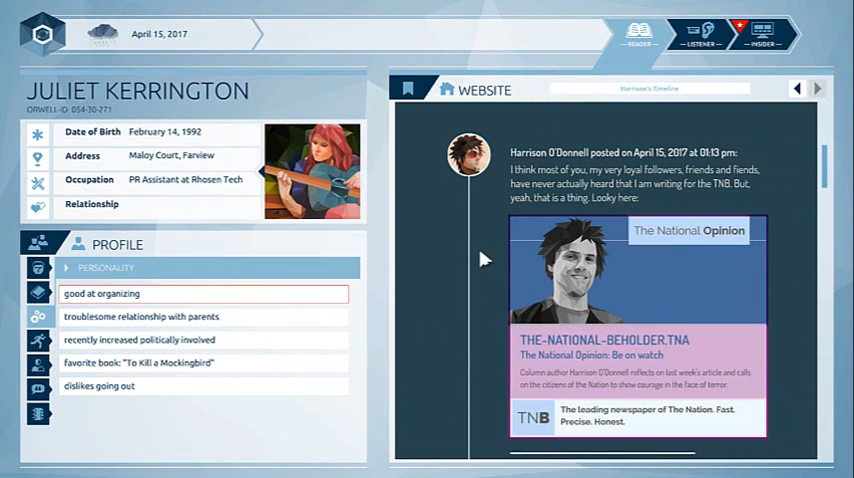 April 15, 2017
READER
LISTENER
INSIDER
JULIET KERRINGTON
ORWELL-ID 054-30-271
Date of Birth February 14, 1992
Address Maloy Court, Farview
Occupation PR Assistant at Rhosen Tech
Relationship
PROFILE
PERSONALITY
good at organizing
troublesome relationship with parents
recently increased politically involved
favorite book: "To Kill a Mockingbird"
dislikes going out
WEBSITE
Harrison's Timeline
Harrison O'Donnell posted on April 15, 2017 at 01:13 pm:
I think most of you, my very loyal followers, friends and fiends,
have never actually heard that I am writing for the TNB. But,
yeah, that is a thing. Looky here:
The National Opinion
THE-NATIONAL-BEHOLDER.TNA
The National Opinion: Be on watch
Column author Harrison O'Donnell reflects on last week's article and calls
on the citizens of the Nation to show courage in the face of terror.
TNB
The leading newspaper of The Nation. Fast.
Precise. Honest.